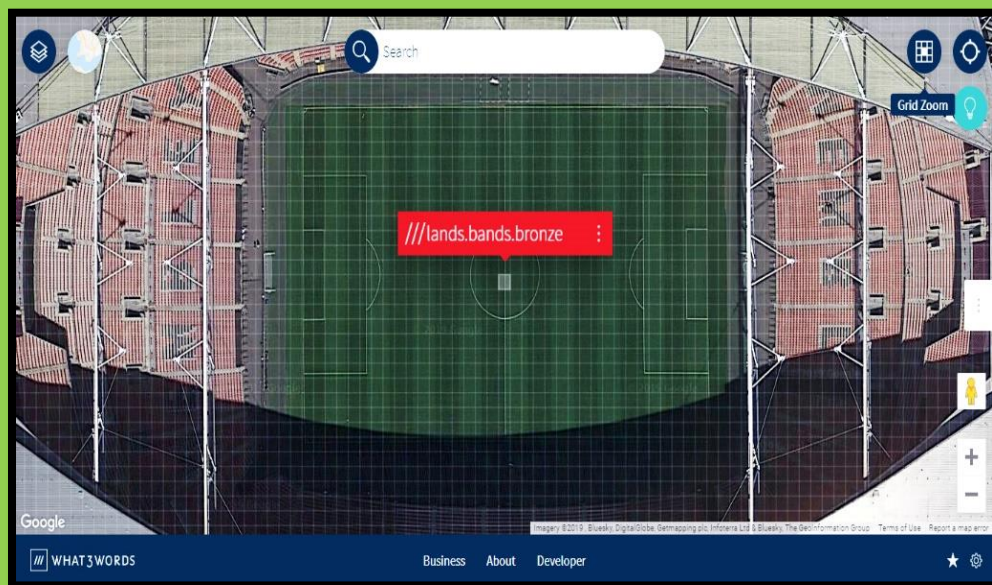 Search
Grid Zoom
///lands.bands.bronze
Google
Imagery ©2019 , Bluesky, DigitalGlobe, Getmapping plc, Infoterra Ltd & Bluesky, The GeoInformation Group Terms of Use Report a map error
/// WHAT3WORDS Business About Developer